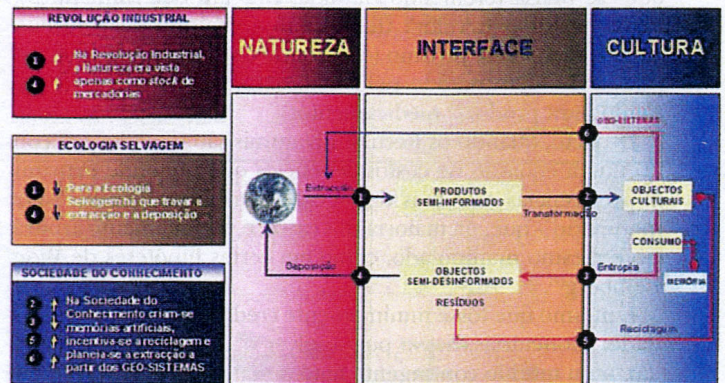 REVOLUÇÃO INDUSTRIAL
1 Na Revolução Industrial,
a Natureza era vista
4 apenas como stock de
mercadorias
ECOLOGIA SELVAGEM
1 Para a Ecologia
Selvagem há que travar a
4 extracção e a deposição
SOCIEDADE DO CONHECIMENTO
2 Na Sociedade do
3 Conhecimento criam-se
memórias artificiais,
5 incentiva-se a reciclagem e
6 planeia-se a extracção a
partir dos GEO-SISTEMAS
NATUREZA
INTERFACE
CULTURA
6
GEO-SISTEMAS
Extracção
1
PRODUTOS
SEMI-INFORMADOS
2
Transformação
OBJECTOS
CULTURAIS
CONSUMO
MEMÓRIA
Deposição
4
OBJECTOS
SEMI-DESINFORMADOS
3
Entropia
RESÍDUOS
5
Reciclagem